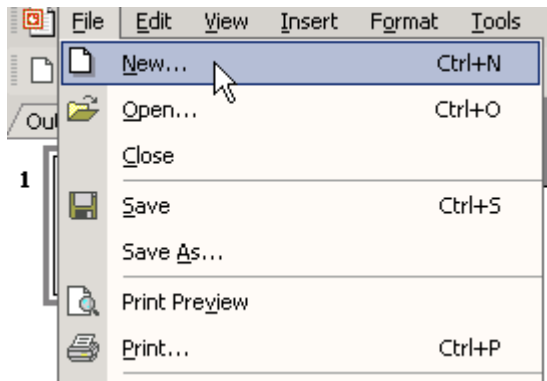 File Edit View Insert Format Tools
New... Ctrl+N
Open... Ctrl+O
Out
Close
1
Save Ctrl+S
Save As...
Print Preview
Print... Ctrl+P